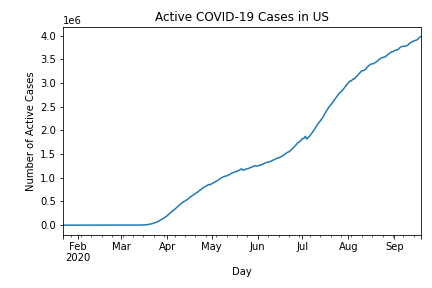 Active COVID-19 Cases in US
1e6
4.0
3.5
3.0
2.5
2.0
1.5
1.0
0.5
0.0
Number of Active Cases
Feb Mar Apr May Jun Jul Aug Sep
2020
Day